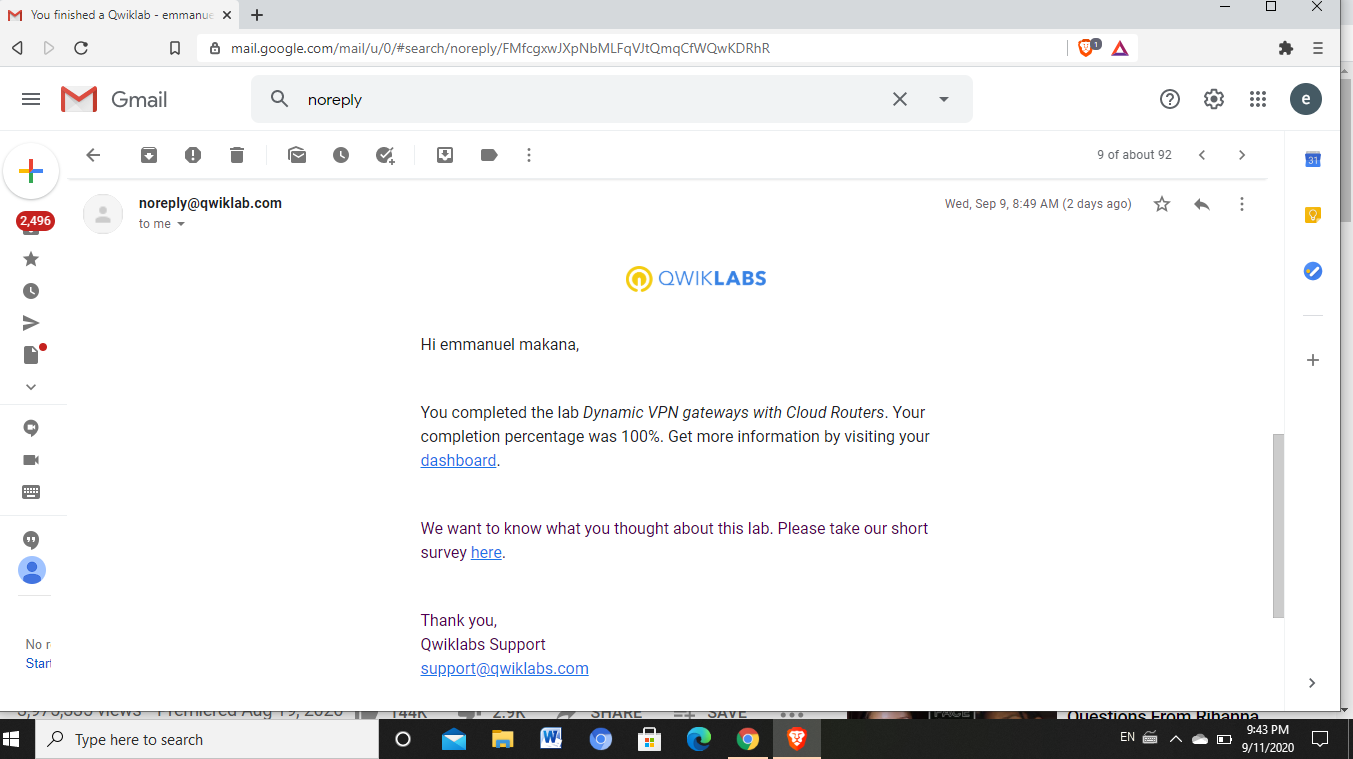 You finished a Qwiklab - emmanue
mail.google.com/mail/u/0/#search/noreply/FMfcgxwJXpNbMLFqVJtQmqCfWQwKDRhR
1
Gmail
noreply
e
9 of about 92
31
2,496
noreply@qwiklab.com
Wed, Sep 9, 8:49 AM (2 days ago)
to me
QWIKLABS
Hi emmanuel makana,
You completed the lab Dynamic VPN gateways with Cloud Routers. Your
completion percentage was 100%. Get more information by visiting your
dashboard.
We want to know what you thought about this lab. Please take our short
survey here.
Thank you,
Qwiklabs Support
support@qwiklabs.com
No r
Start
views Premiered Aug 19, 2020 144K 2.9K SHARE SAVE
Questions From Rihanna
Type here to search
EN
9:43 PM
9/11/2020